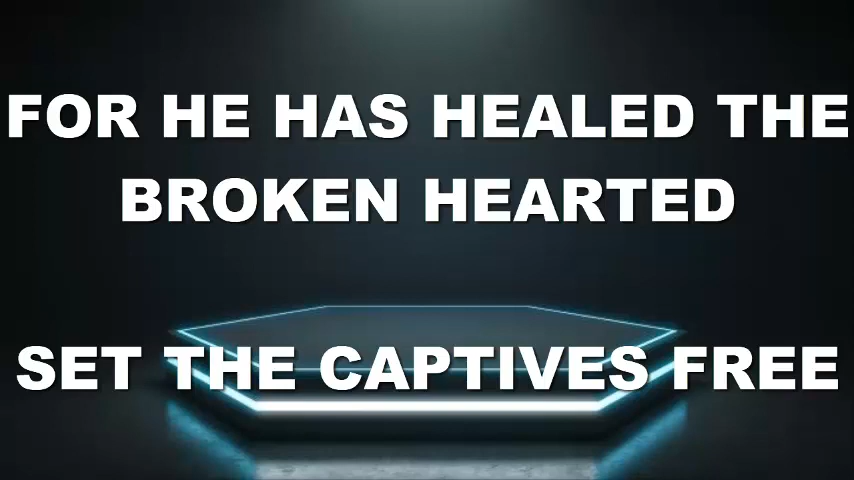 FOR HE HAS HEALED THE
BROKEN HEARTED
SET THE CAPTIVES FREE